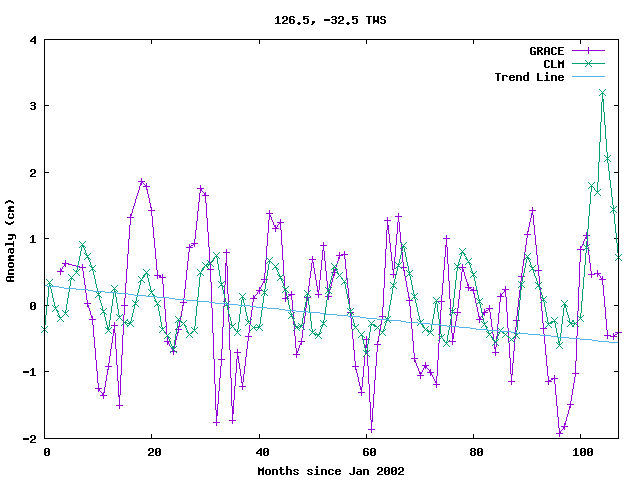 126.5, -32.5 TWS
GRACE
CLM
Trend Line
4
3
2
1
0
-1
-2
Anomaly (cm)
0 20 40 60 80 100
Months since Jan 2002